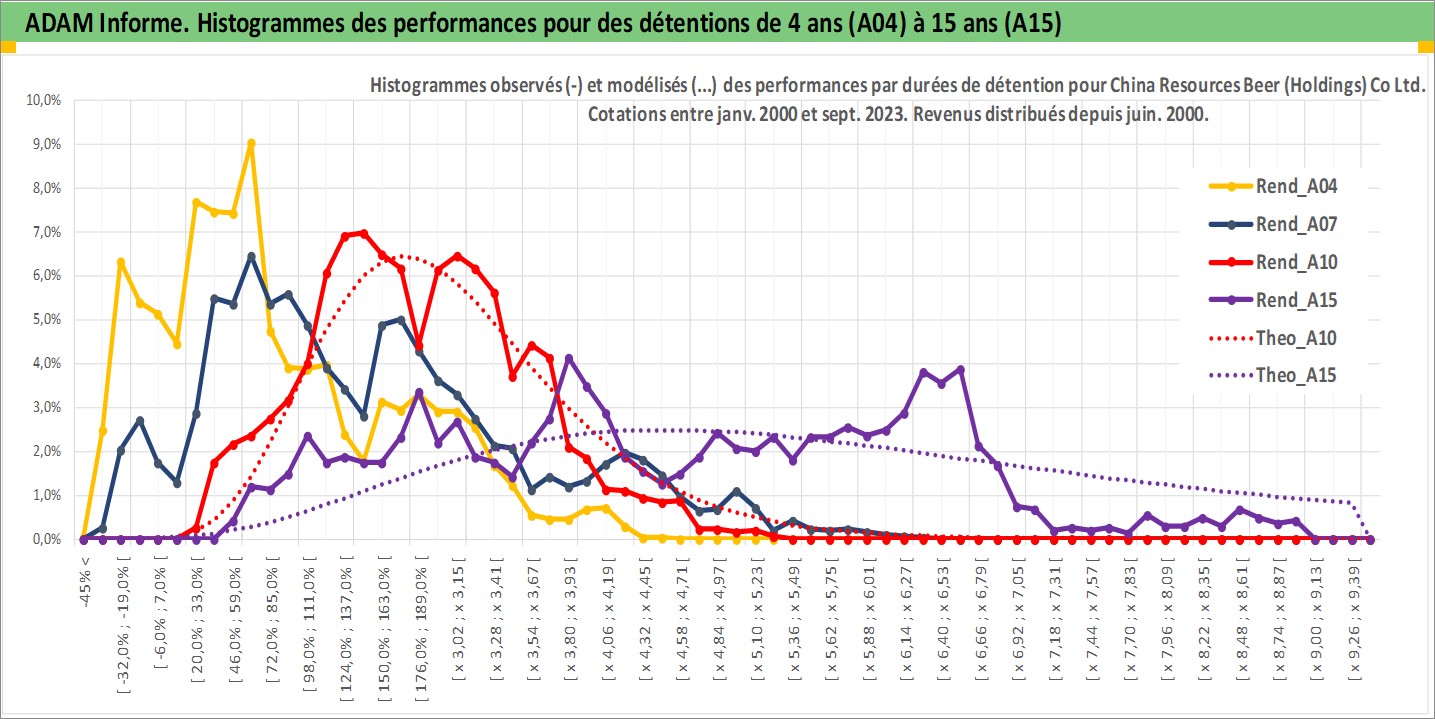 ADAM Informe. Histogrammes des performances pour des détentions de 4 ans (A04) à 15 ans (A15)
Histogrammes observés (-) et modélisés (...) des performances par durées de détention pour China Resources Beer (Holdings) Co Ltd.
Cotations entre janv. 2000 et sept. 2023. Revenus distribués depuis juin. 2000.
10,0%
9,0%
8,0%
7,0%
6,0%
5,0%
4,0%
3,0%
2,0%
1,0%
0,0%
Rend_A04
Rend_A07
Rend_A10
Rend_A15
Theo_A10
Theo_A15
-45% <
[ -32,0% ; -19,0% [
[ -6,0% ; 7,0% [
[ 20,0% ; 33,0% [
[ 46,0% ; 59,0% [
[ 72,0% ; 85,0% [
[ 98,0% ; 111,0% [
[ 124,0% ; 137,0% [
[ 150,0% ; 163,0% [
[ 176,0% ; 189,0% [
[ x 3,02 ; x 3,15 [
[ x 3,28 ; x 3,41 [
[ x 3,54 ; x 3,67 [
[ x 3,80 ; x 3,93 [
[ x 4,06 ; x 4,19 [
[ x 4,32 ; x 4,45 [
[ x 4,58 ; x 4,71 [
[ x 4,84 ; x 4,97 [
[ x 5,10 ; x 5,23 [
[ x 5,36 ; x 5,49 [
[ x 5,62 ; x 5,75 [
[ x 5,88 ; x 6,01 [
[ x 6,14 ; x 6,27 [
[ x 6,40 ; x 6,53 [
[ x 6,66 ; x 6,79 [
[ x 6,92 ; x 7,05 [
[ x 7,18 ; x 7,31 [
[ x 7,44 ; x 7,57 [
[ x 7,70 ; x 7,83 [
[ x 7,96 ; x 8,09 [
[ x 8,22 ; x 8,35 [
[ x 8,48 ; x 8,61 [
[ x 8,74 ; x 8,87 [
[ x 9,00 ; x 9,13 [
[ x 9,26 ; x 9,39 [